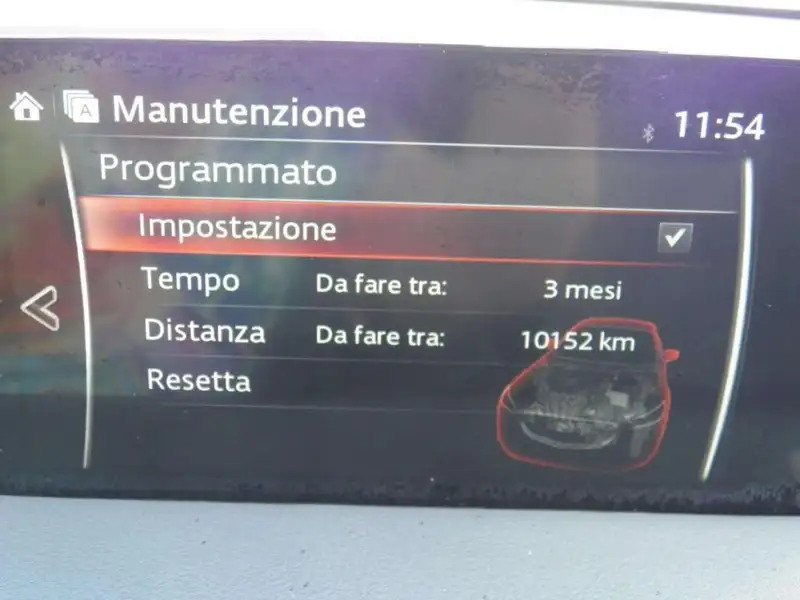 A Manutenzione 11:54
Programmato
Impostazione
Tempo Da fare tra: 3 mesi
Distanza Da fare tra: 10152 km
Resetta